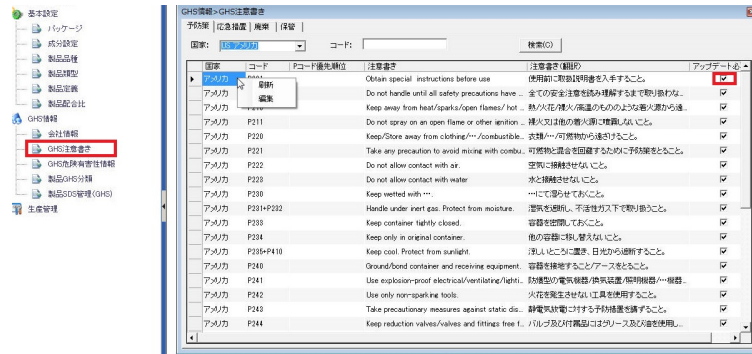 基本設定
パッケージ
成分設定
製品品種
製品類型
製品定義
製品配合比
GHS情報
会社情報
GHS注意書き
GHS危険有害性情報
製品GHS分類
製品SDS管理(GHS)
生産管理
GHS情報>GHS注意書き
予防策 応急措置 廃棄 保管
国家: US アメリカ コード: 検索(O)
国家 コード Pコード優先順位 注意書き 注意書き(翻訳) アップデート必
アメリカ Obtain special instructions before use 使用前に取扱説明書を入手すること。
刷新
編集
Do not handle until all safety precautions have .. 全ての安全注意を読み理解するまで取り扱わな..
Keep away from heat/sparks/open flames/ hot .. 熱/火花/裸火/高温のもののような着火源から遠..
アメリカ P211 Do not spray on an open flame or other ignition .. 裸火又は他の着火源に噴霧しないこと。
アメリカ P220 Keep/Store away from clothing/…/combustible.. 衣類/…/可燃物から遠ざけること。
アメリカ P221 Take any precaution to avoid mixing with combu.. 可燃物と混合を回避するために予防策をとること。
アメリカ P222 Do not allow contact with air. 空気に接触させないこと。
アメリカ P223 Do not allow contact with water 水と接触させないこと。
アメリカ P230 Keep wetted with …. …にて湿らせておくこと。
アメリカ P231+P232 Handle under inert gas. Protect from moisture. 湿気を遮断し、不活性ガス下で取り扱うこと。
アメリカ P233 Keep container tightly closed. 容器を密閉しておくこと。
アメリカ P234 Keep only in original container. 他の容器に移し替えないこと。
アメリカ P235+P410 Keep cool. Protect from sunlight. 涼しいところに置き、日光から遮断すること。
アメリカ P240 Ground/bond container and receiving equipment. 容器を接地すること/アースをとること。
アメリカ P241 Use explosion-proof electrical/ventilating/lighti.. 防爆型の電気機器/換気装置/照明機器/…機器..
アメリカ P242 Use only non-sparking tools. 火花を発生させない工具を使用すること。
アメリカ P243 Take precautionary measures against static dis.. 静電気放電に対する予防措置を講ずること。
アメリカ P244 Keep reduction valves/valves and fittings free f.. バルブ及び付属品にはグリース及び油を使用し..